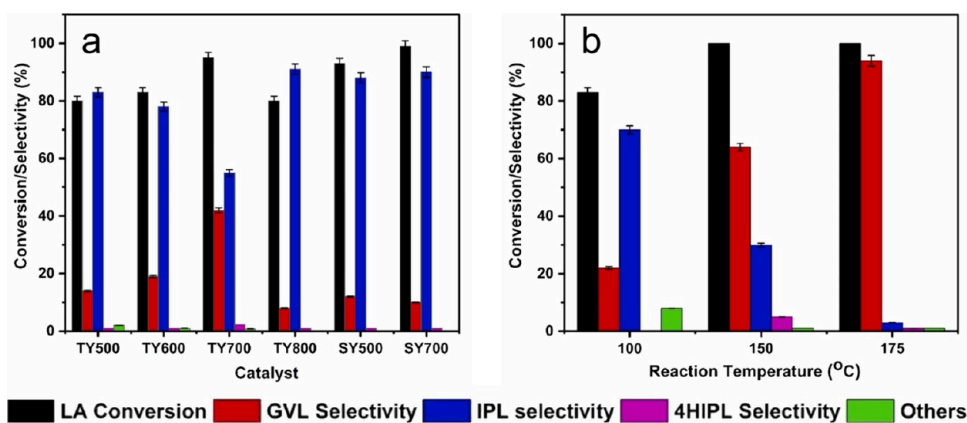 a
b
Conversion/Selectivity (%)
100
80
60
40
20
0
TY500 TY600 TY700 TY800 SY500 SY700
Catalyst
Conversion/Selectivity (%)
100
80
60
40
20
0
100 150 175
Reaction Temperature (⁰C)
LA Conversion GVL Selectivity IPL selectivity 4HIPL Selectivity Others